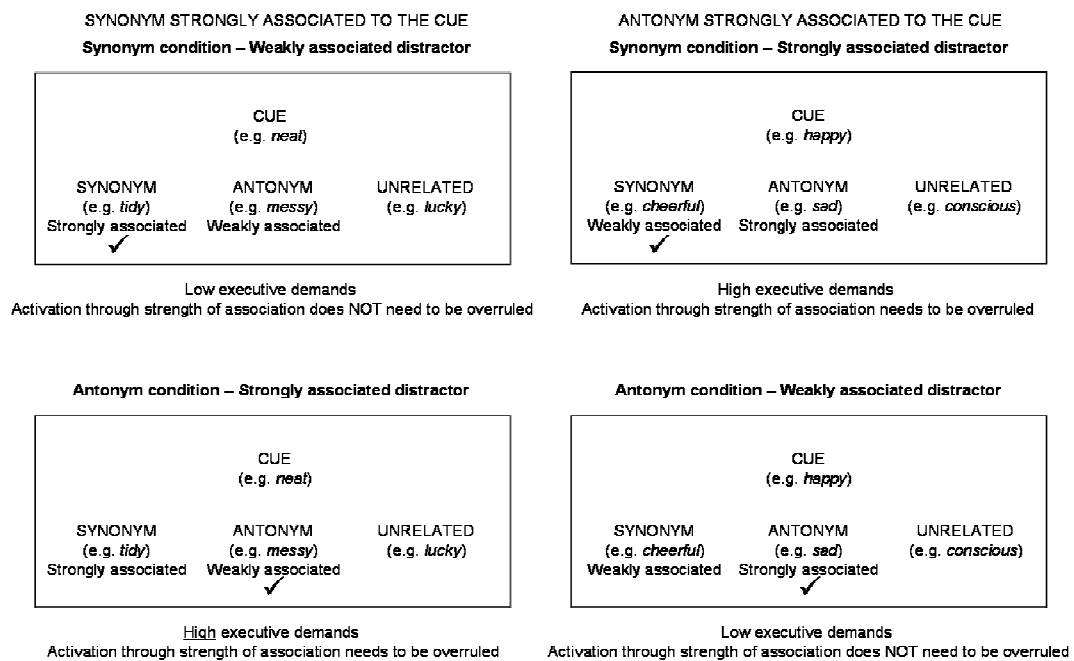 SYNONYM STRONGLY ASSOCIATED TO THE CUE
Synonym condition – Weakly associated distractor
CUE
(e.g. neat)
SYNONYM ANTONYM UNRELATED
(e.g. tidy) (e.g. messy) (e.g. lucky)
Strongly associated Weakly associated
✓
Low executive demands
Activation through strength of association does NOT need to be overruled
ANTONYM STRONGLY ASSOCIATED TO THE CUE
Synonym condition – Strongly associated distractor
CUE
(e.g. happy)
SYNONYM ANTONYM UNRELATED
(e.g. cheerful) (e.g. sad) (e.g. conscious)
Weakly associated Strongly associated
✓
High executive demands
Activation through strength of association needs to be overruled
Antonym condition – Strongly associated distractor
CUE
(e.g. neat)
SYNONYM ANTONYM UNRELATED
(e.g. tidy) (e.g. messy) (e.g. lucky)
Strongly associated Weakly associated
✓
High executive demands
Activation through strength of association needs to be overruled
Antonym condition – Weakly associated distractor
CUE
(e.g. happy)
SYNONYM ANTONYM UNRELATED
(e.g. cheerful) (e.g. sad) (e.g. conscious)
Weakly associated Strongly associated
✓
Low executive demands
Activation through strength of association does NOT need to be overruled